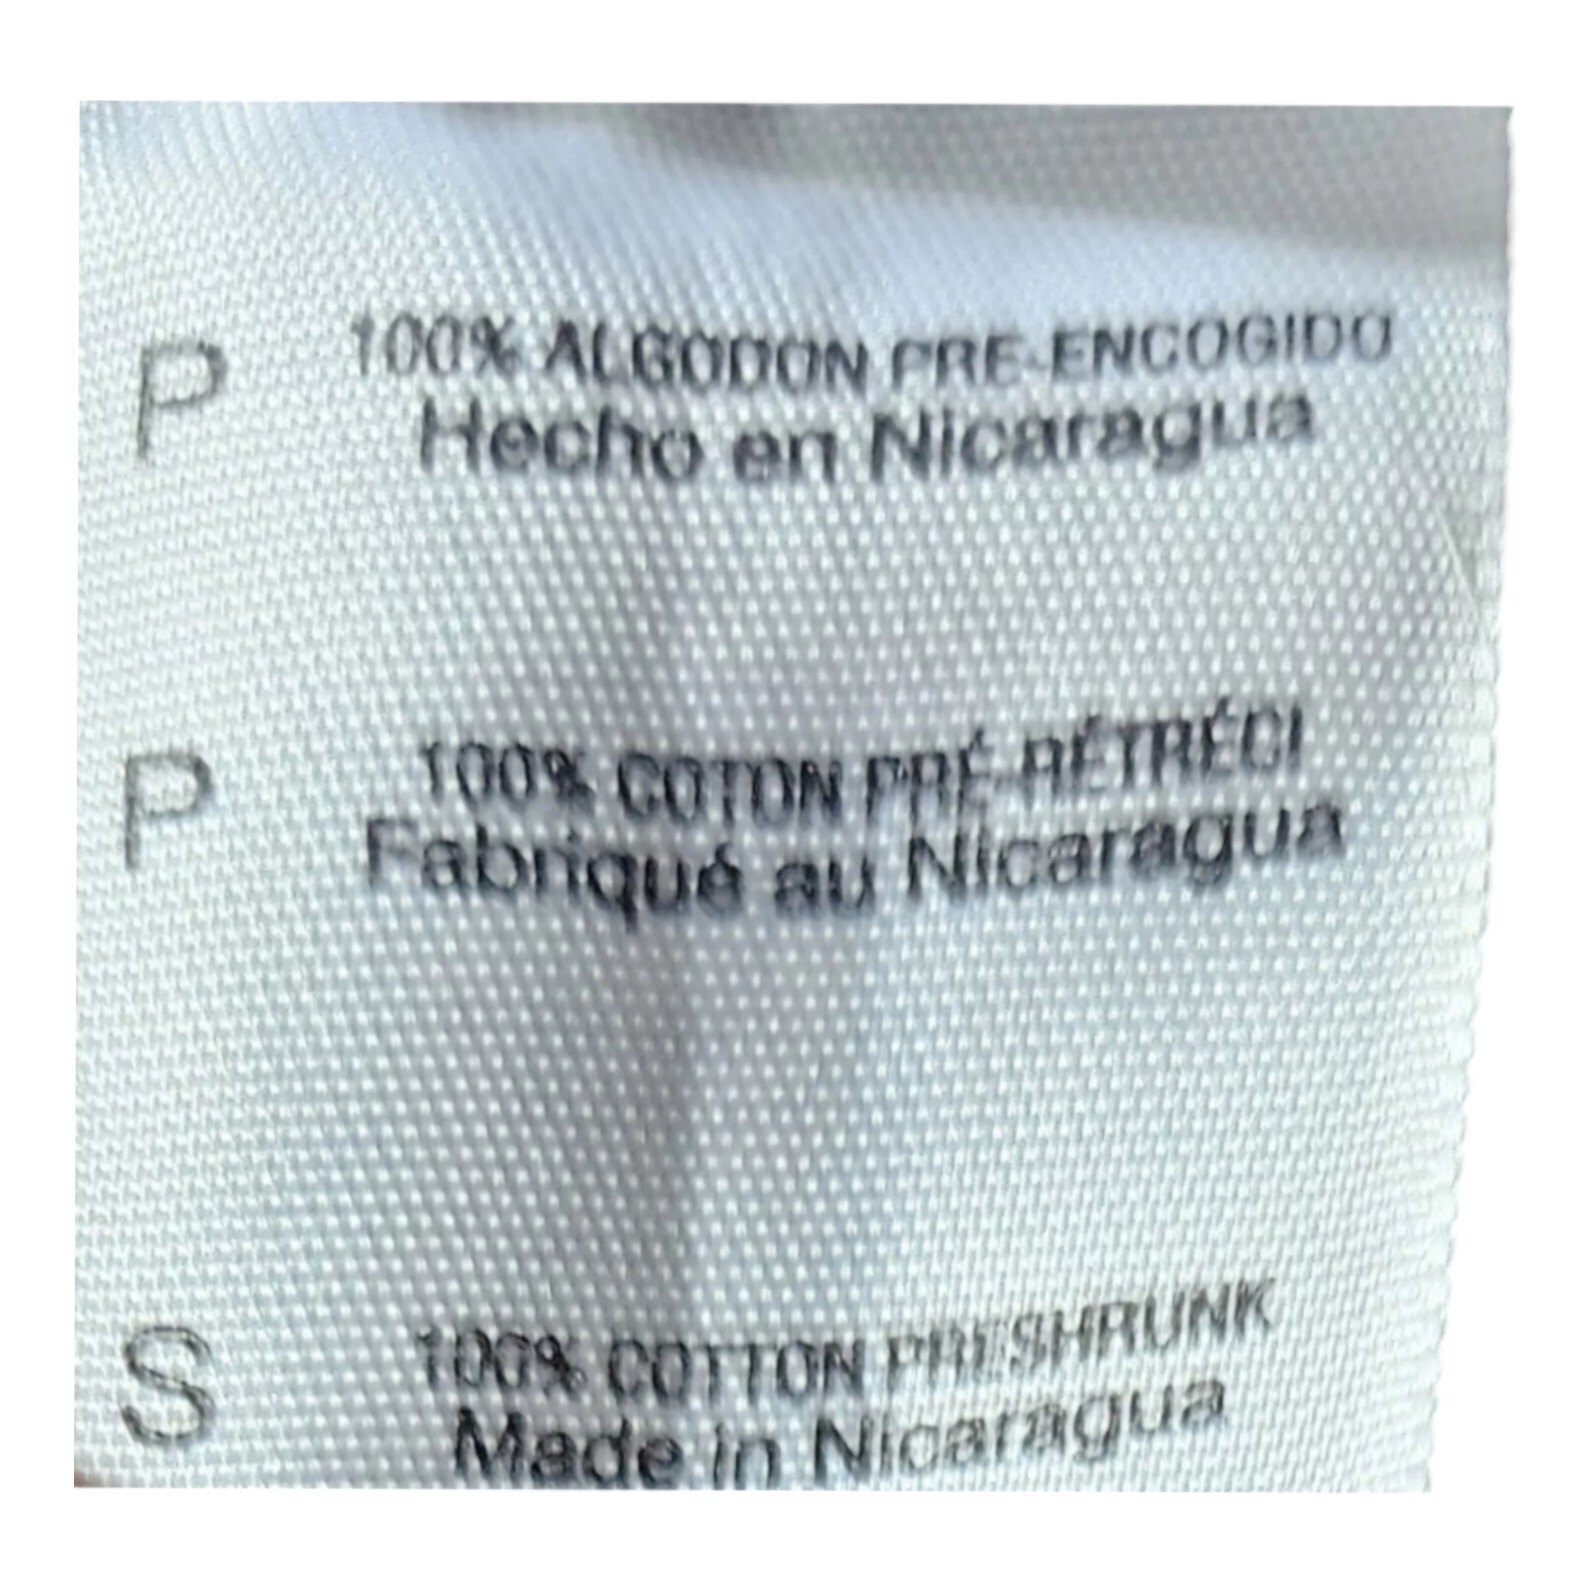 P
100% ALGODON PRE-ENCOGIDO
Hecho en Nicaragua
P
100% COTON PRÉ-RÉTRÉCI
Fabriqué au Nicaragua
S
100% COTTON PRESHRUNK
Made in Nicaragua